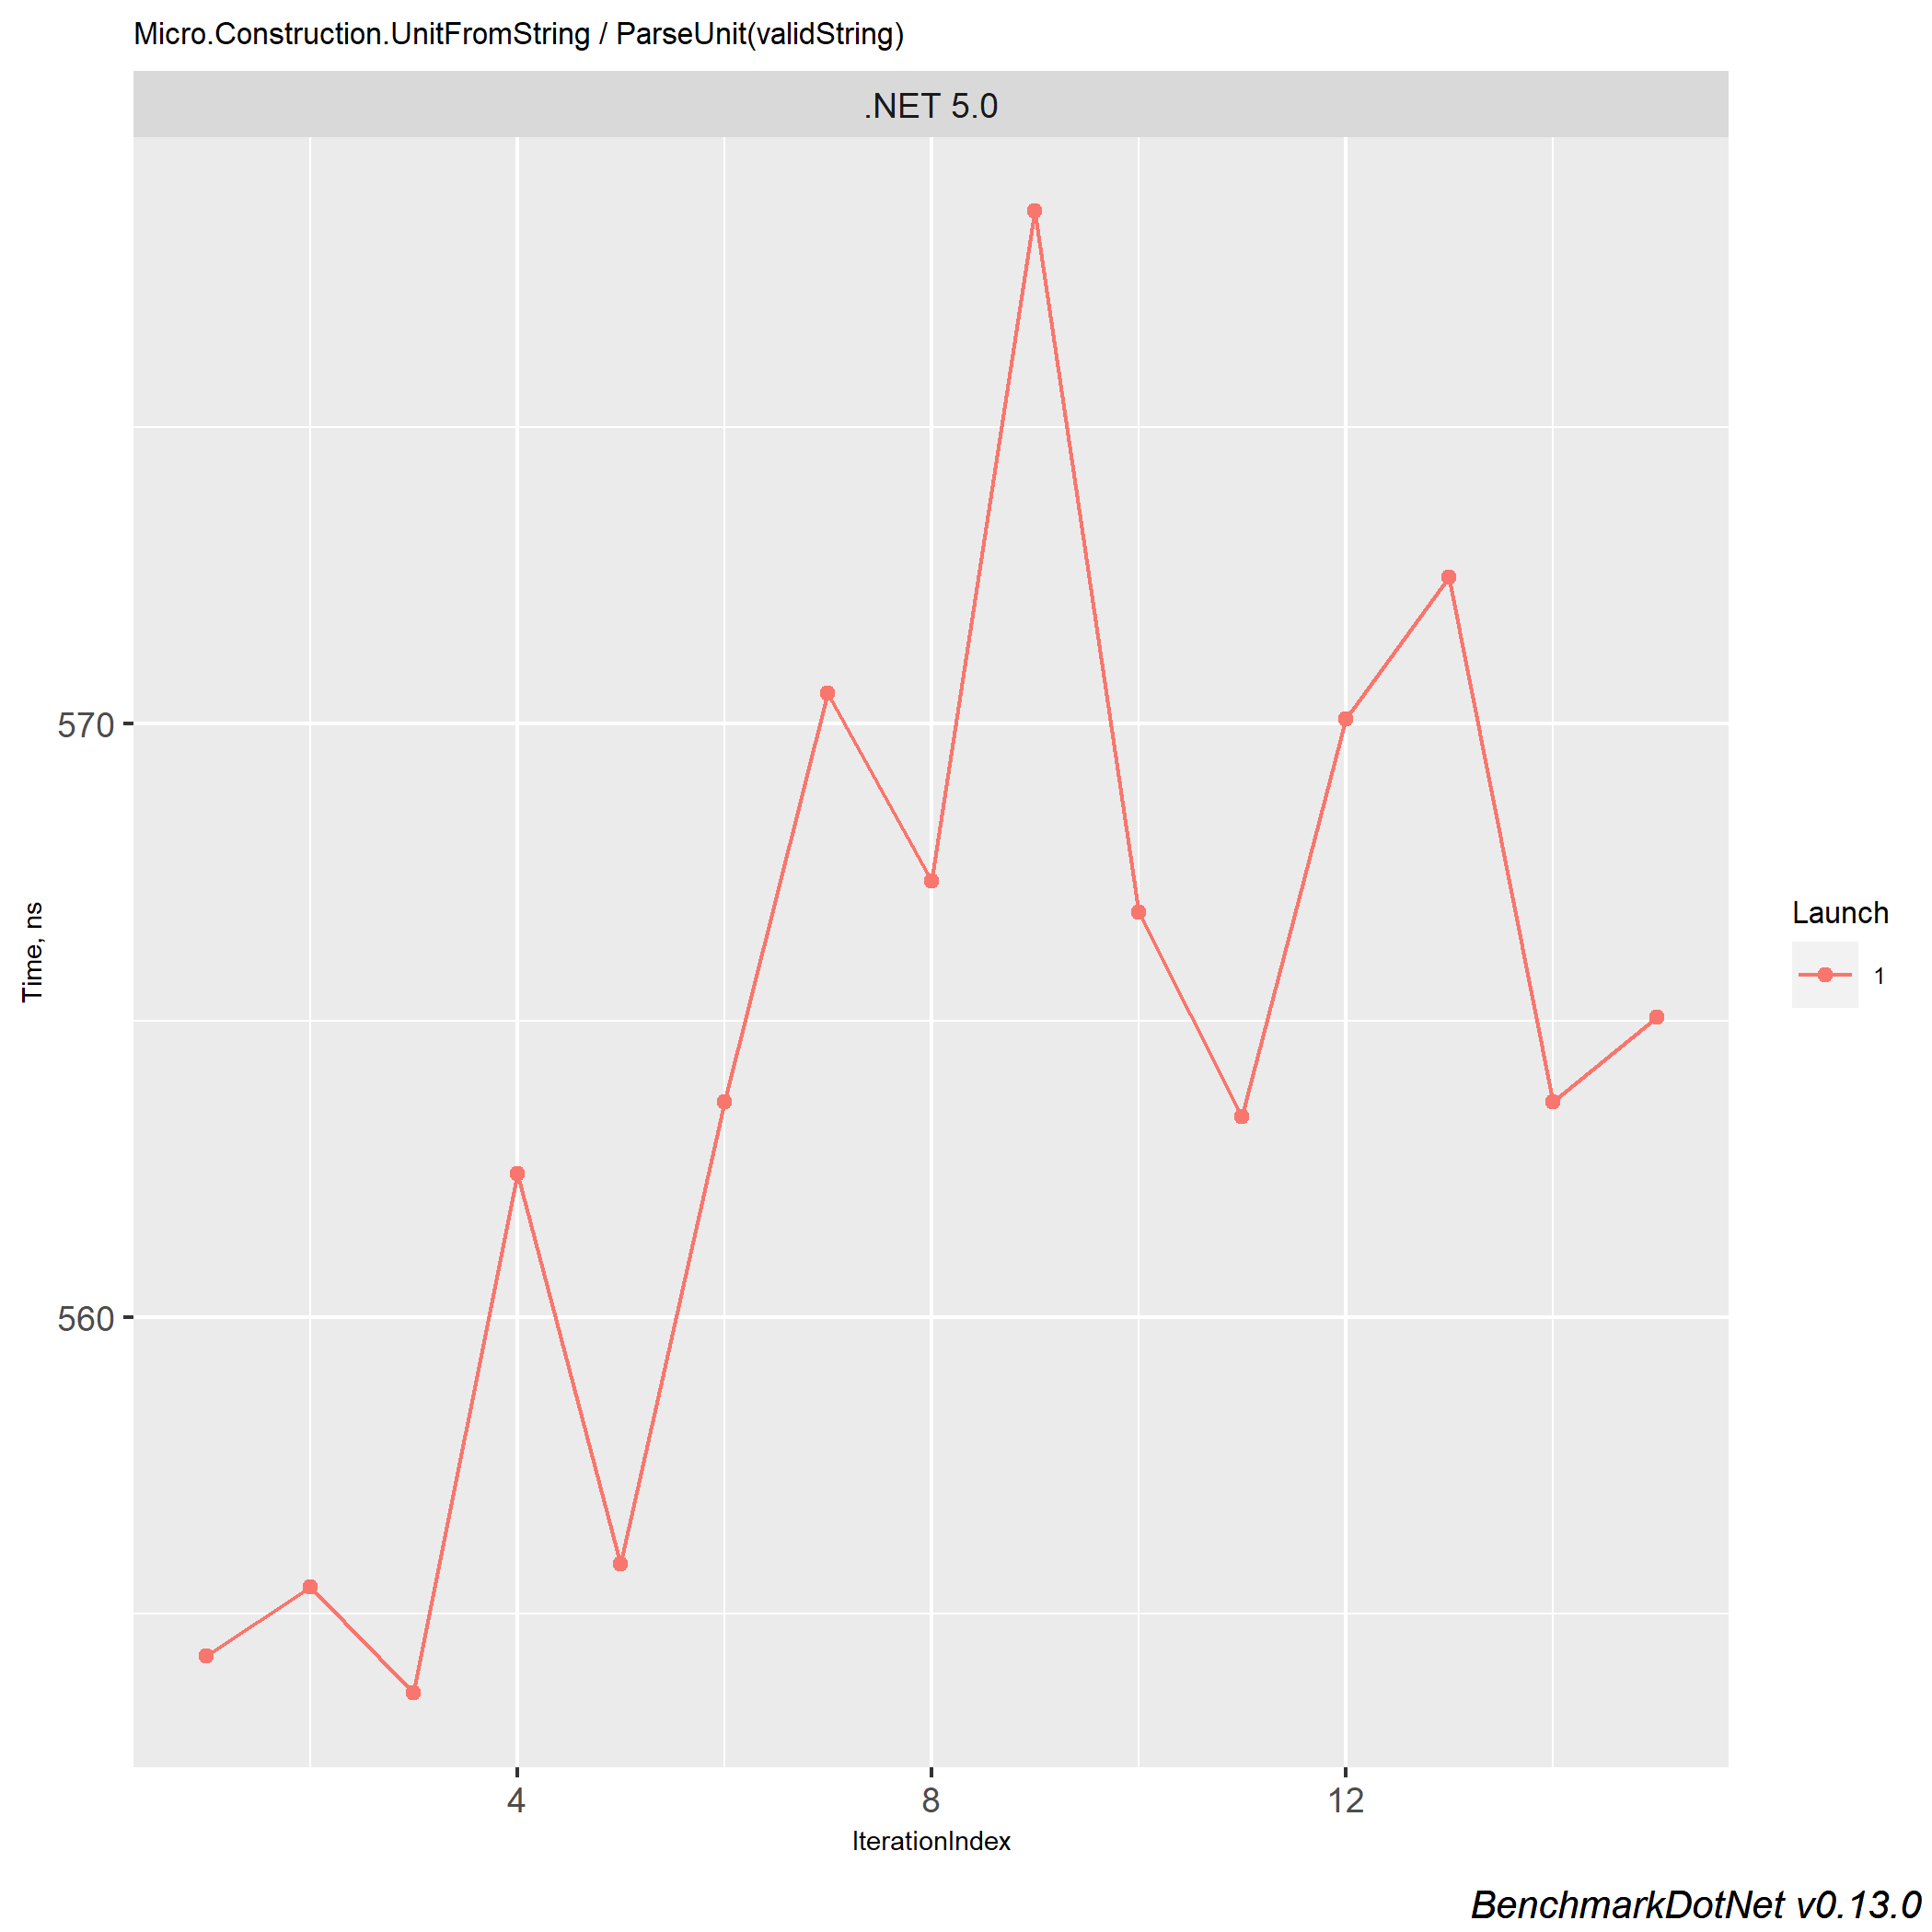 Micro.Construction.UnitFromString / ParseUnit(validString)
.NET 5.0
570
560
Time, ns
4
8
12
IterationIndex
Launch
1
BenchmarkDotNet v0.13.0